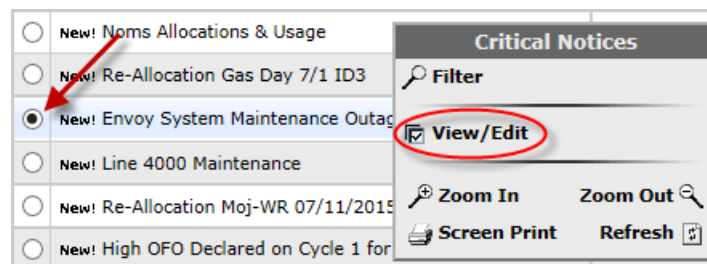 New! Noms Allocations & Usage
New! Re-Allocation Gas Day 7/1 ID3
New! Envoy System Maintenance Outag
New! Line 4000 Maintenance
New! Re-Allocation Moj-WR 07/11/2015
New! High OFO Declared on Cycle 1 for
Critical Notices
Filter
View/Edit
Zoom In Zoom Out
Screen Print Refresh